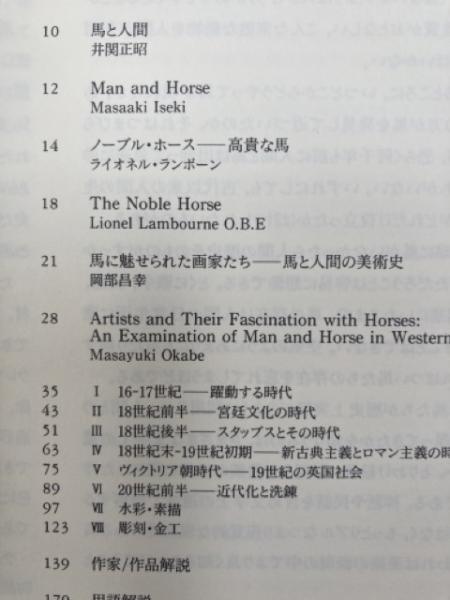 10 馬と人間
井関正昭
12 Man and Horse
Masaaki Iseki
14 ノーブル・ホース——高貴な馬
ライオネル・ランボーン
18 The Noble Horse
Lionel Lambourne O.B.E
21 馬に魅せられた画家たち——馬と人間の美術史
岡部昌幸
28 Artists and Their Fascination with Horses:
An Examination of Man and Horse in Western
Masayuki Okabe
35 Ⅰ 16-17世紀——躍動する時代
43 Ⅱ 18世紀前半——宮廷文化の時代
51 Ⅲ 18世紀後半——スタッブスとその時代
63 Ⅳ 18世紀末-19世紀初期——新古典主義とロマン主義の時
75 Ⅴ ヴィクトリア朝時代——19世紀の英国社会
89 Ⅵ 20世紀前半——近代化と洗練
97 Ⅶ 水彩・素描
123 Ⅷ 彫刻・金工
139 作家/作品解説
179 用語解説